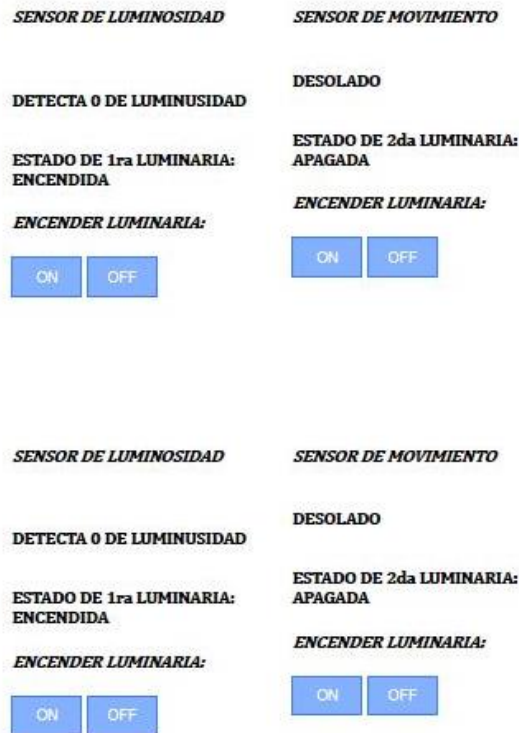 SENSOR DE LUMINOSIDAD
DETECTA 0 DE LUMINUSIDAD
ESTADO DE 1ra LUMINARIA:
ENCENDIDA
ENCENDER LUMINARIA:
ON OFF
SENSOR DE MOVIMIENTO
DESOLADO
ESTADO DE 2da LUMINARIA:
APAGADA
ENCENDER LUMINARIA:
ON OFF
SENSOR DE LUMINOSIDAD
DETECTA 0 DE LUMINUSIDAD
ESTADO DE 1ra LUMINARIA:
ENCENDIDA
ENCENDER LUMINARIA:
ON OFF
SENSOR DE MOVIMIENTO
DESOLADO
ESTADO DE 2da LUMINARIA:
APAGADA
ENCENDER LUMINARIA:
ON OFF